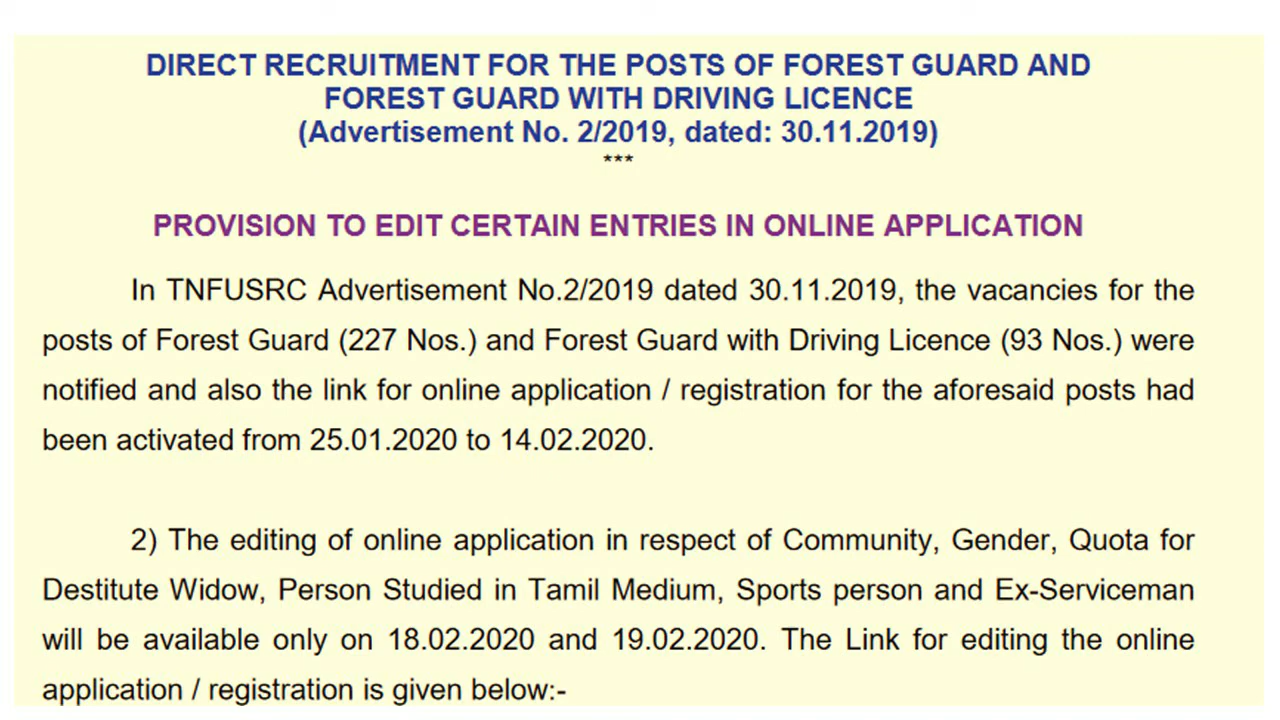 DIRECT RECRUITMENT FOR THE POSTS OF FOREST GUARD AND
FOREST GUARD WITH DRIVING LICENCE
(Advertisement No. 2/2019, dated: 30.11.2019)
***
PROVISION TO EDIT CERTAIN ENTRIES IN ONLINE APPLICATION
In TNFUSRC Advertisement No.2/2019 dated 30.11.2019, the vacancies for the
posts of Forest Guard (227 Nos.) and Forest Guard with Driving Licence (93 Nos.) were
notified and also the link for online application / registration for the aforesaid posts had
been activated from 25.01.2020 to 14.02.2020.
2) The editing of online application in respect of Community, Gender, Quota for
Destitute Widow, Person Studied in Tamil Medium, Sports person and Ex-Serviceman
will be available only on 18.02.2020 and 19.02.2020. The Link for editing the online
application / registration is given below:-